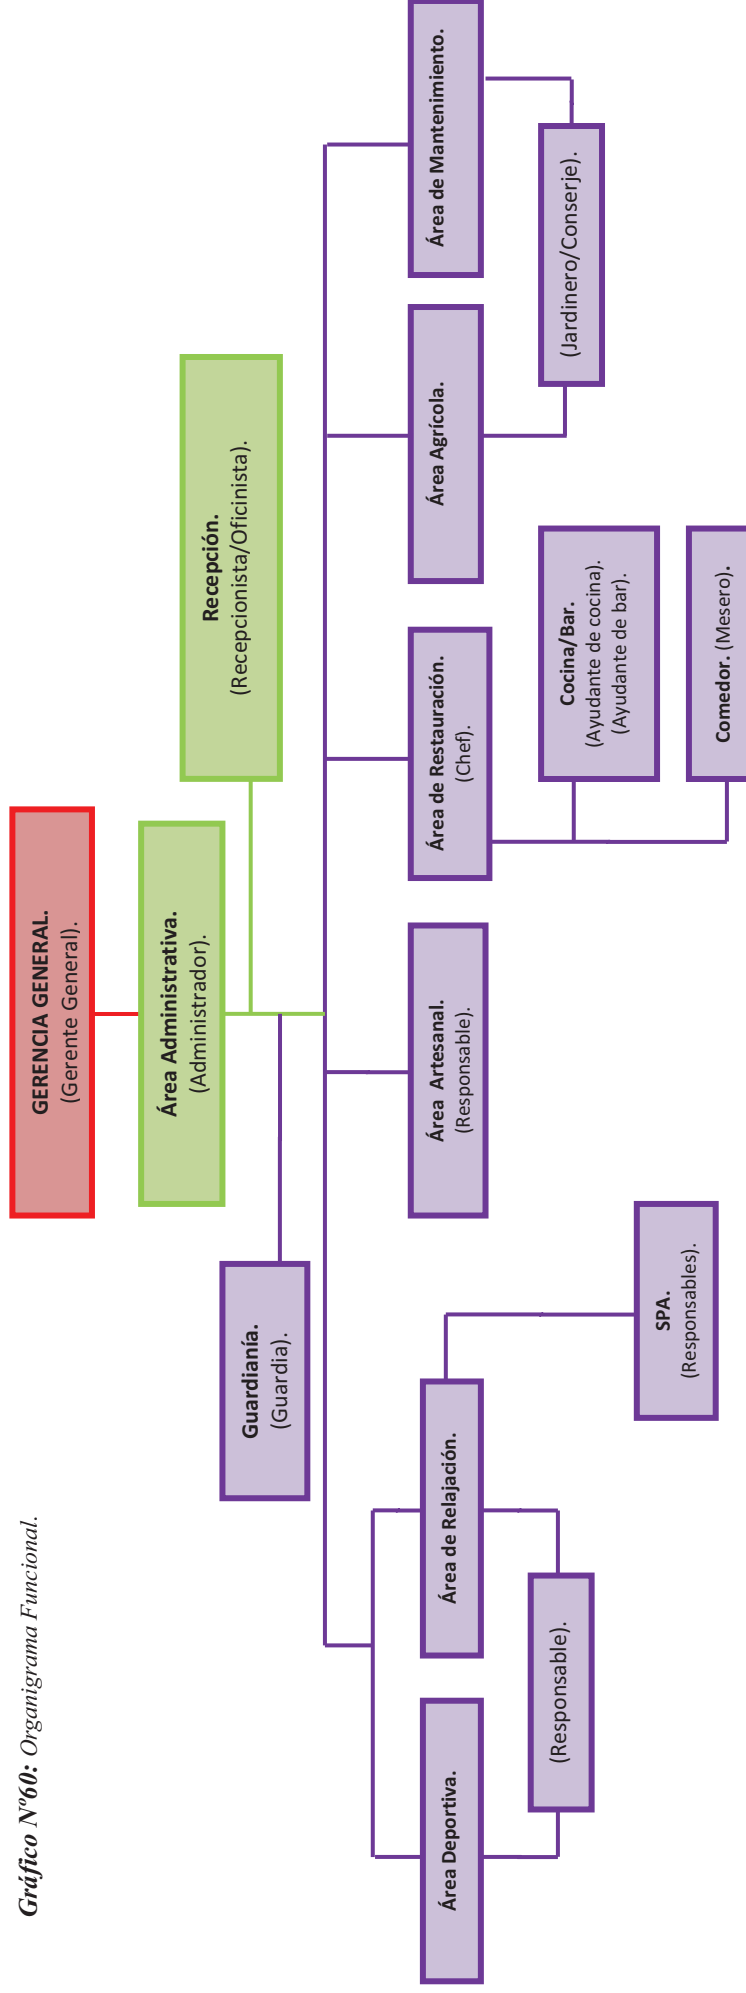 Gráfico Nº60: Organigrama Funcional.
GERENCIA GENERAL.
(Gerente General).
Área Administrativa.
(Administrador).
Recepción.
(Recepcionista/Oficinista).
Guardianía.
(Guardia).
Área Deportiva.
Área de Relajación.
(Responsable).
SPA.
(Responsables).
Área Artesanal.
(Responsable).
Área de Restauración.
(Chef).
Cocina/Bar.
(Ayudante de cocina).
(Ayudante de bar).
Comedor. (Mesero).
Área Agrícola.
Área de Mantenimiento.
(Jardinero/Conserje).